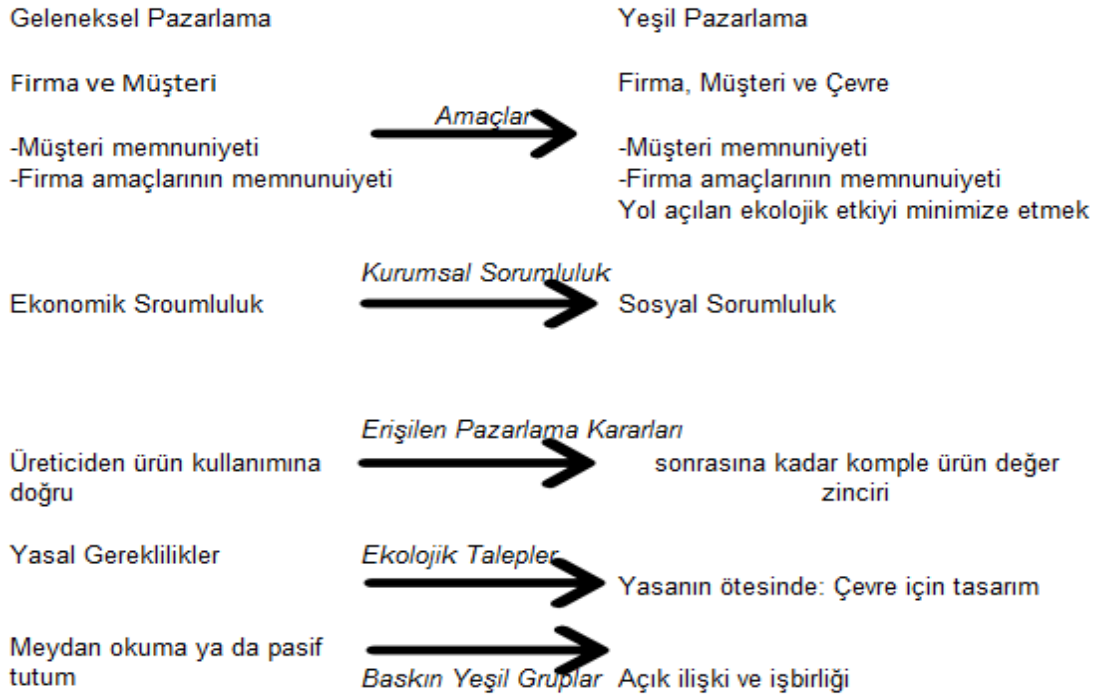 Geleneksel Pazarlama
Yeşil Pazarlama
Firma ve Müşteri
Firma, Müşteri ve Çevre
Amaçlar
-Müşteri memnuniyeti
-Firma amaçlarının memnunuiyeti
-Müşteri memnuniyeti
-Firma amaçlarının memnunuiyeti
Yol açılan ekolojik etkiyi minimize etmek
Kurumsal Sorumluluk
Ekonomik Sroumluluk
Sosyal Sorumluluk
Erişilen Pazarlama Kararları
Üreticiden ürün kullanımına
doğru
sonrasına kadar komple ürün değer
zinciri
Yasal Gereklilikler
Ekolojik Talepler
Yasanın ötesinde: Çevre için tasarım
Meydan okuma ya da pasif
tutum
Baskın Yeşil Gruplar
Açık ilişki ve işbirliği